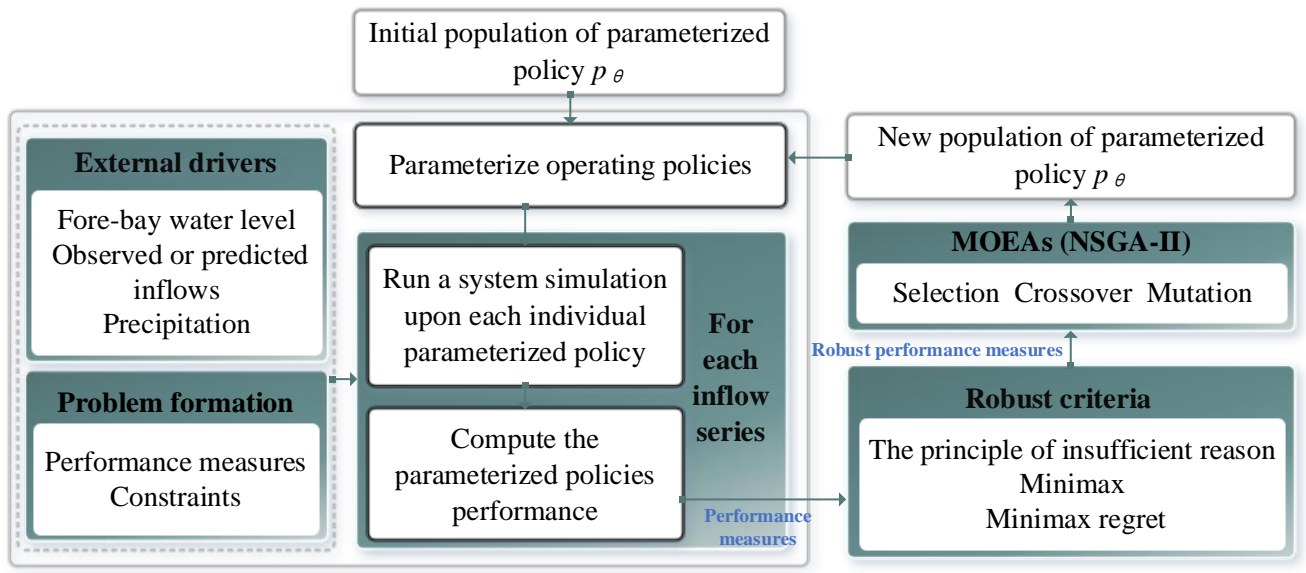 Initial population of parameterized
policy p θ
External drivers
Fore-bay water level
Observed or predicted
inflows
Precipitation
Problem formation
Performance measures
Constraints
Parameterize operating policies
Run a system simulation
upon each individual
parameterized policy
Compute the
parameterized policies
performance
For
each
inflow
series
Performance
measures
New population of parameterized
policy p θ
MOEAs (NSGA-II)
Selection Crossover Mutation
Robust performance measures
Robust criteria
The principle of insufficient reason
Minimax
Minimax regret